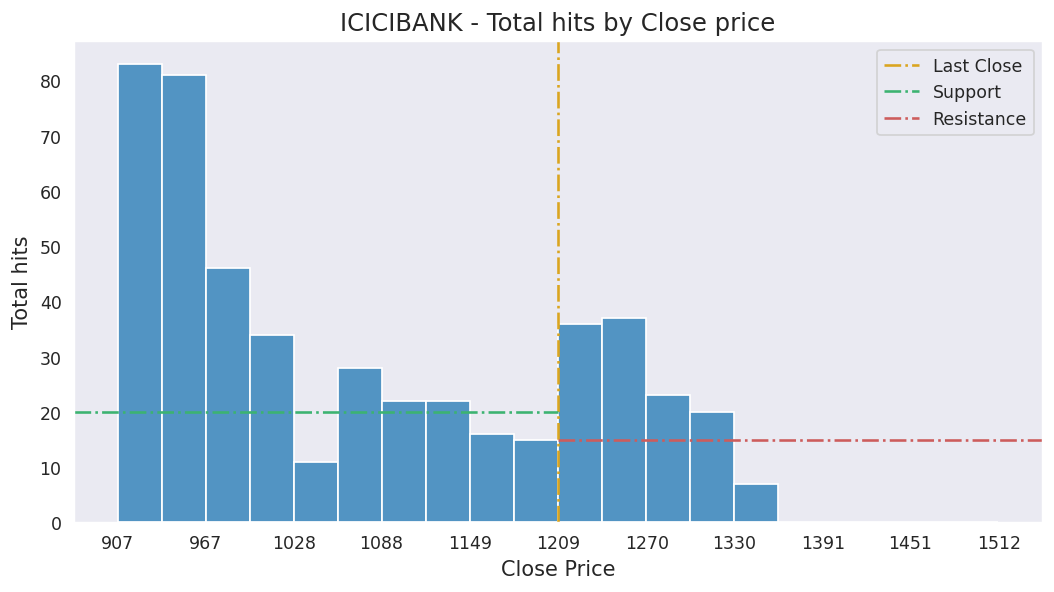 ICICIBANK - Total hits by Close price
Last Close
Support
Resistance
Total hits
80
70
60
50
40
30
20
10
0
907 967 1028 1088 1149 1209 1270 1330 1391 1451 1512
Close Price